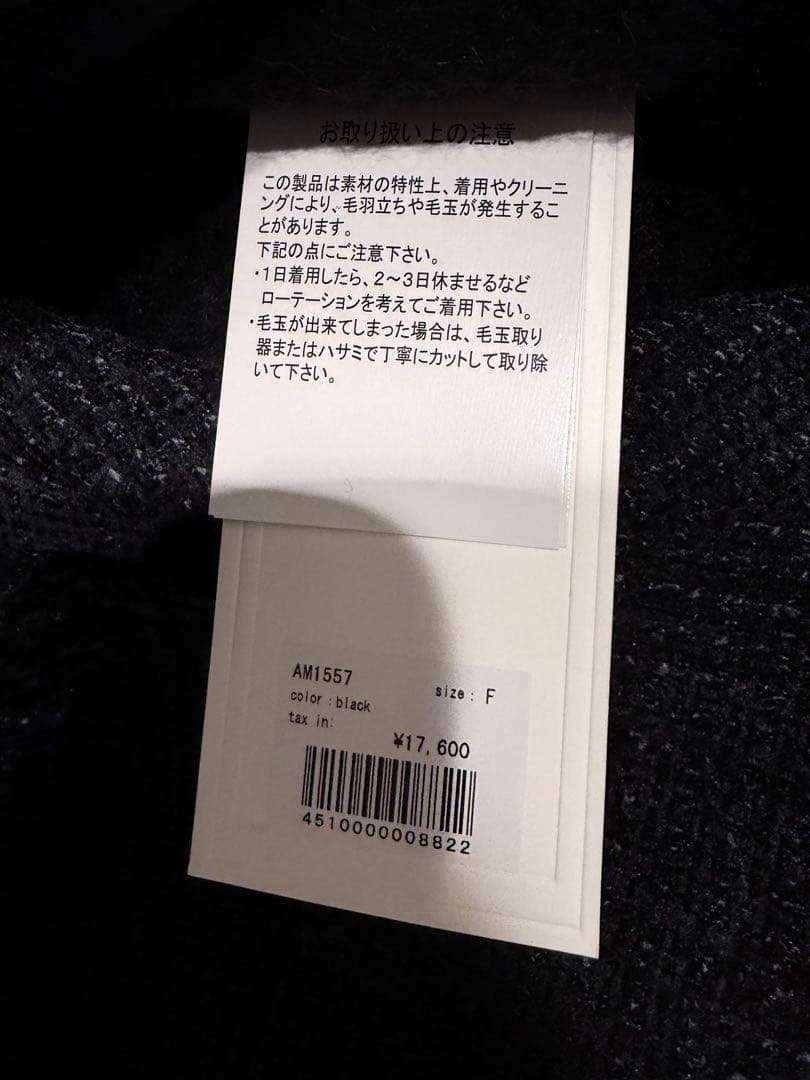 お取り扱い上の注意
この製品は素材の特性上、着用やクリーニ
ングにより、毛羽立ちや毛玉が発生するこ
とがあります。
下記の点にご注意下さい。
・1日着用したら、2〜3日休ませるなど
ローテーションを考えてご着用下さい。
・毛玉が出来てしまった場合は、毛玉取り
器またはハサミで丁寧にカットして取り除
いて下さい。
AM1557
color:black size: F
tax in:
¥17,600
4510000008822